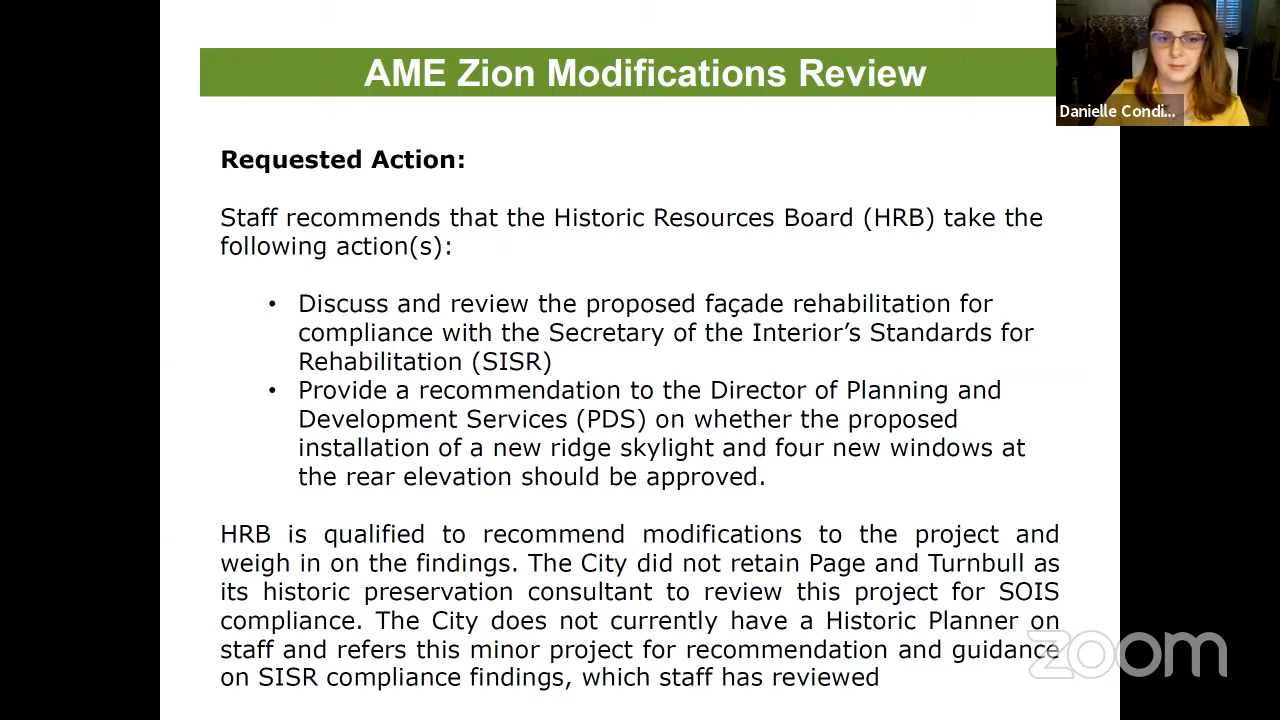 AME Zion Modifications Review
Danielle Condi...
Requested Action:
Staff recommends that the Historic Resources Board (HRB) take the
following action(s):
• Discuss and review the proposed façade rehabilitation for
compliance with the Secretary of the Interior’s Standards for
Rehabilitation (SISR)
• Provide a recommendation to the Director of Planning and
Development Services (PDS) on whether the proposed
installation of a new ridge skylight and four new windows at
the rear elevation should be approved.
HRB is qualified to recommend modifications to the project and
weigh in on the findings. The City did not retain Page and Turnbull as
its historic preservation consultant to review this project for SOIS
compliance. The City does not currently have a Historic Planner on
staff and refers this minor project for recommendation and guidance
on SISR compliance findings, which staff has reviewed
zoom